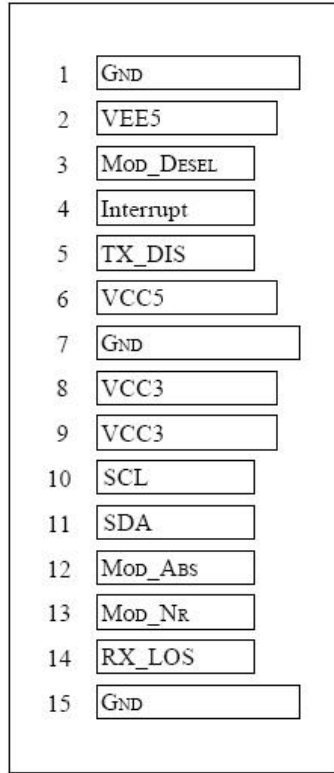 1 GND
2 VEE5
3 MOD_DESEL
4 Interrupt
5 TX_DIS
6 VCC5
7 GND
8 VCC3
9 VCC3
10 SCL
11 SDA
12 MOD_ABS
13 MOD_NR
14 RX_LOS
15 GND